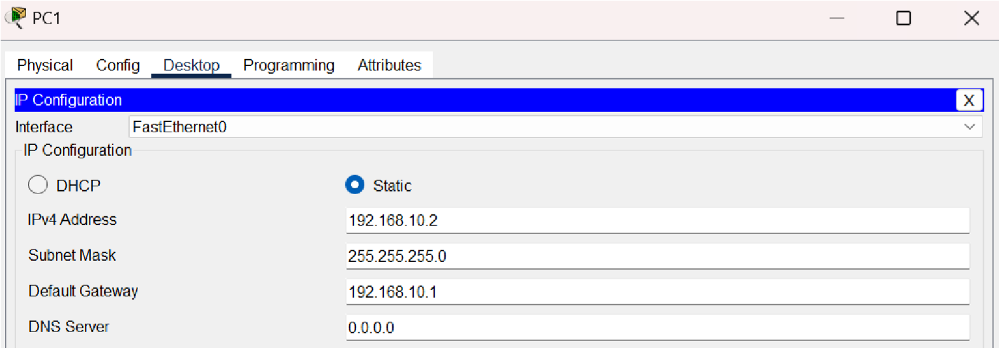 PC1
Physical Config Desktop Programming Attributes
IP Configuration X
Interface FastEthernet0
IP Configuration
DHCP Static
IPv4 Address 192.168.10.2
Subnet Mask 255.255.255.0
Default Gateway 192.168.10.1
DNS Server 0.0.0.0